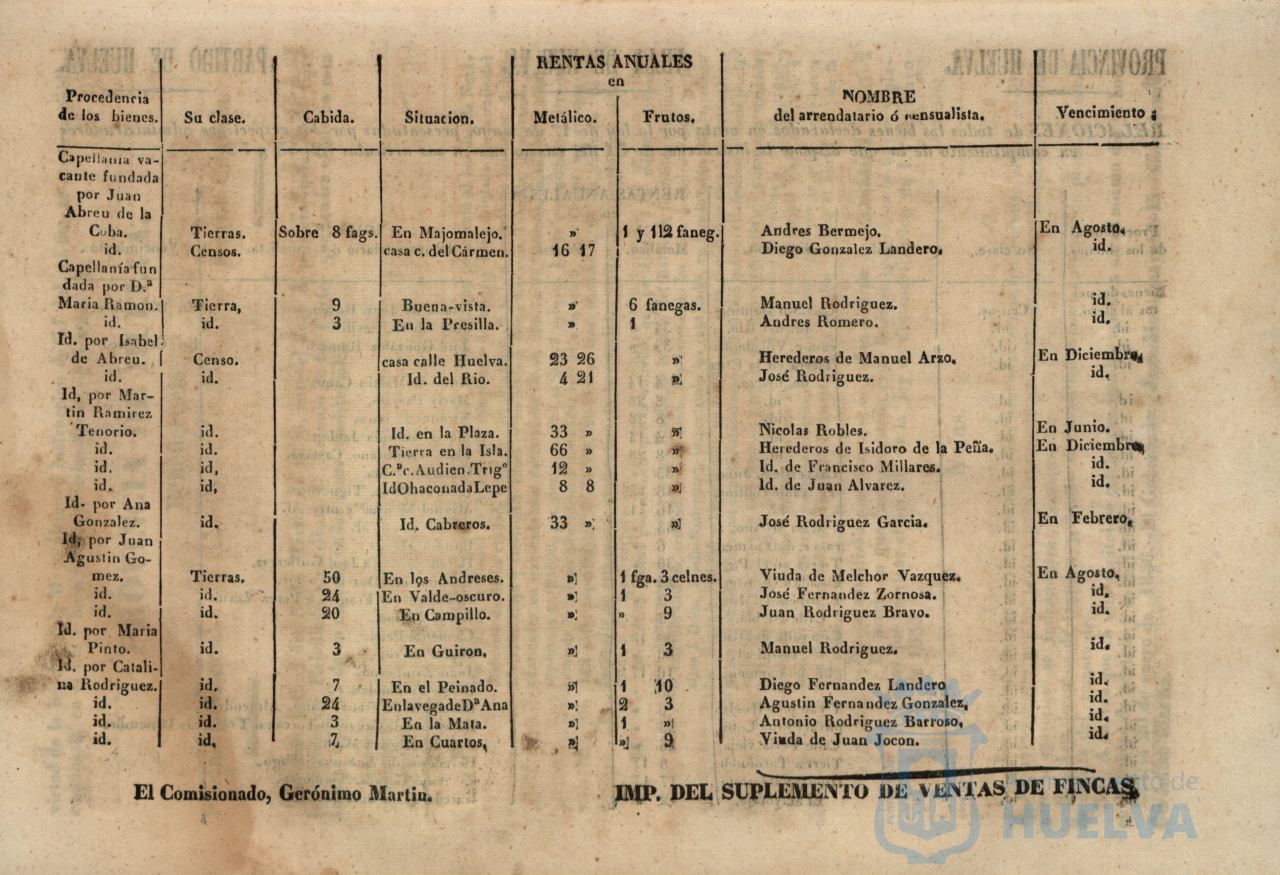 RENTAS ANUALES
en
Procedencia de los bienes. Su clase. Cabida. Situacion. Metálico. Frutos. NOMBRE del arrendatario ó censualista. Vencimiento
Capellanía va-
cante fundada
por Juan
Abreu de la
Coba. Tierras. Sobre 8 fags. En Majomalejo. » 1 y 112 faneg. Andres Bermejo. En Agosto.
id. Censos. casa c. del Cármen. 16 17 Diego Gonzalez Landero. id.
Capellanía fun
dada por D.ª
Maria Ramon. Tierra, 9 Buena-vista. » 6 fanegas. Manuel Rodriguez. id.
id. id. 3 En la Presilla. » 1 Andres Romero. id.
Id. por Isabel
de Abreu. Censo. casa calle Huelva. 23 26 » Herederos de Manuel Arzo. En Diciembre.
id. id. Id. del Rio. 4 21 » José Rodriguez. id.
Id, por Mar-
tin Ramirez
Tenorio. id. Id. en la Plaza. 33 » » Nicolas Robles. En Junio.
id. id. Tierra en la Isla. 66 » » Herederos de Isidoro de la Peña. En Diciembre.
id. id, C.ªc.Audien.Trigº 12 » » Id. de Francisco Millares. id.
id. id, IdOhaconadaLepe 8 8 » Id. de Juan Alvarez. id.
Id. por Ana
Gonzalez. id. Id. Cabreros. 33 » » José Rodriguez Garcia. En Febrero.
Id, por Juan
Agustin Go-
mez. Tierras. 50 En los Andreses. » 1 fga. 3 celnes. Viuda de Melchor Vazquez. En Agosto.
id. id. 24 En Valde-oscuro. » 1 3 José Fernandez Zornosa. id.
id. id. 20 En Campillo. » » 9 Juan Rodriguez Bravo. id.
Id. por Maria
Pinto. id. 3 En Guiron, » 1 3 Manuel Rodriguez. id.
Id. por Catali-
na Rodriguez. id. 7 En el Peinado. » 1 10 Diego Fernandez Landero id.
id. id. 24 EnlavegadeDªAna » 2 3 Agustin Fernandez Gonzalez, id.
id. id. 3 En la Mata. » 1 » Antonio Rodriguez Barroso, id.
id. id, 7 En Cuartos, » » 9 Viuda de Juan Jocon. id.
El Comisionado, Gerónimo Martin. IMP. DEL SUPLEMENTO DE VENTAS DE FINCAS.
HUELVA